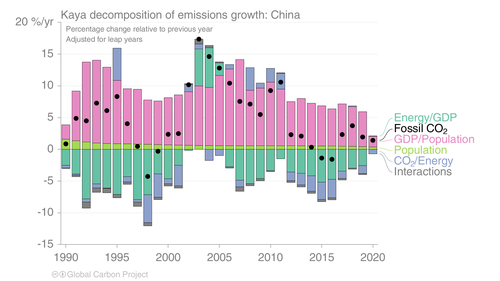 Kaya decomposition of emissions growth: China
20 %/yr
Percentage change relative to previous year
Adjusted for leap years
15
10
5
0
-5
-10
-15
Energy/GDP
Fossil CO₂
GDP/Population
Population
CO₂/Energy
Interactions
1990 1995 2000 2005 2010 2015 2020
Global Carbon Project